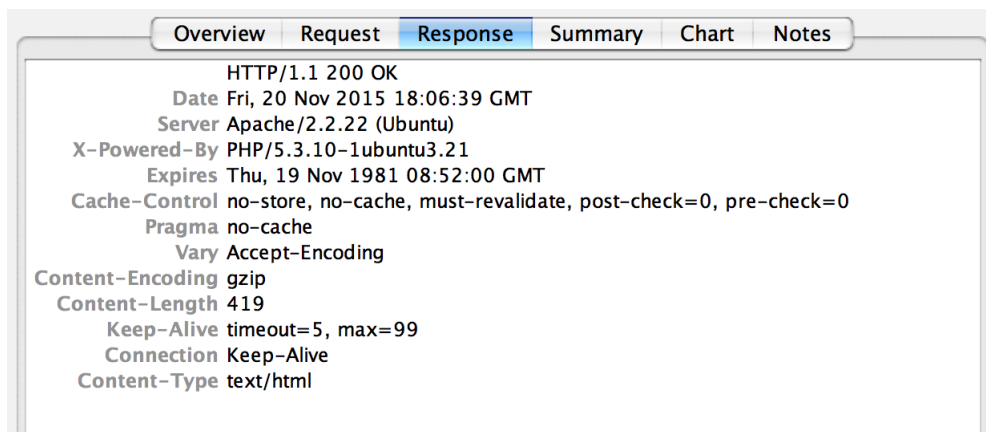 Overview Request Response Summary Chart Notes
HTTP/1.1 200 OK
Date Fri, 20 Nov 2015 18:06:39 GMT
Server Apache/2.2.22 (Ubuntu)
X-Powered-By PHP/5.3.10-1ubuntu3.21
Expires Thu, 19 Nov 1981 08:52:00 GMT
Cache-Control no-store, no-cache, must-revalidate, post-check=0, pre-check=0
Pragma no-cache
Vary Accept-Encoding
Content-Encoding gzip
Content-Length 419
Keep-Alive timeout=5, max=99
Connection Keep-Alive
Content-Type text/html